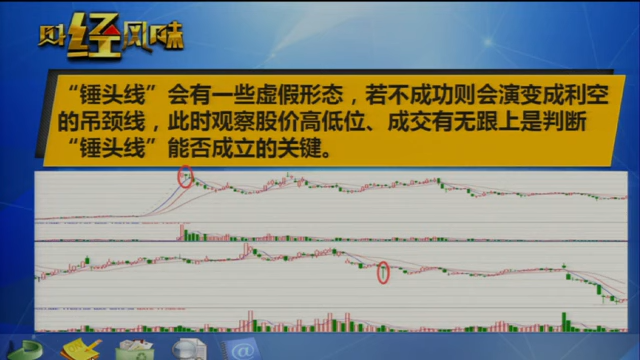 财经风味
“锤头线”会有一些虚假形态，若不成功则会演变成利空
的吊颈线，此时观察股价高低位、成交有无跟上是判断
“锤头线”能否成立的关键。